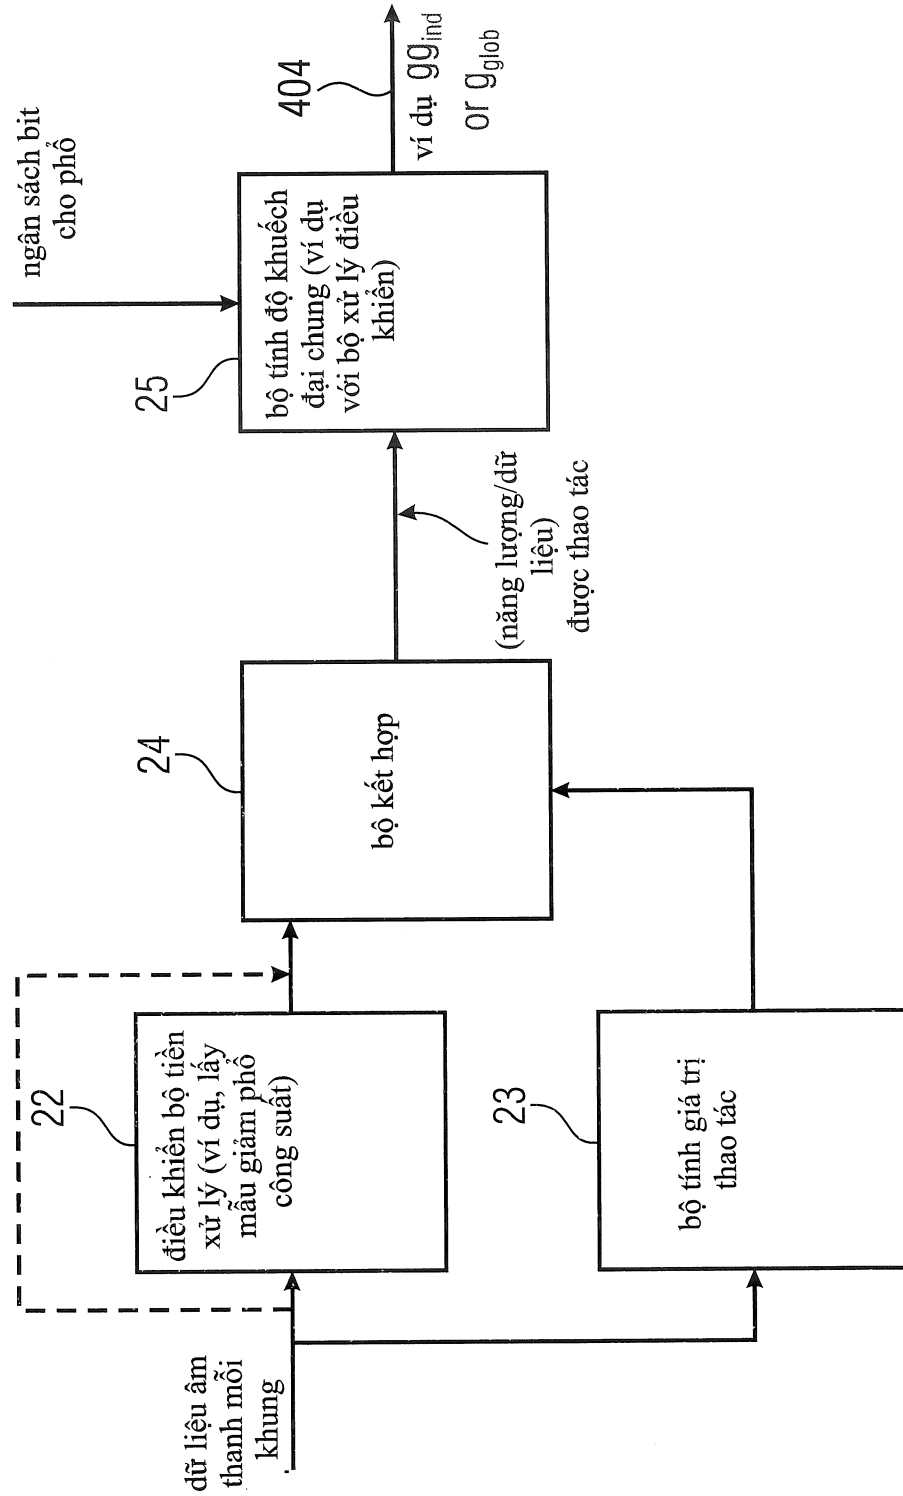 dữ liệu âm
thanh mỗi
khung
22
điều khiển bộ tiền
xử lý (ví dụ, lấy
mẫu giảm phổ
công suất)
23
bộ tính giá trị
thao tác
24
bộ kết hợp
(năng lượng/dữ
liệu)
được thao tác
25
bộ tính độ khuếch
đại chung (ví dụ
với bộ xử lý điều
khiển)
ngân sách bit
cho phổ
404
ví dụ gg_ind
or g_glob